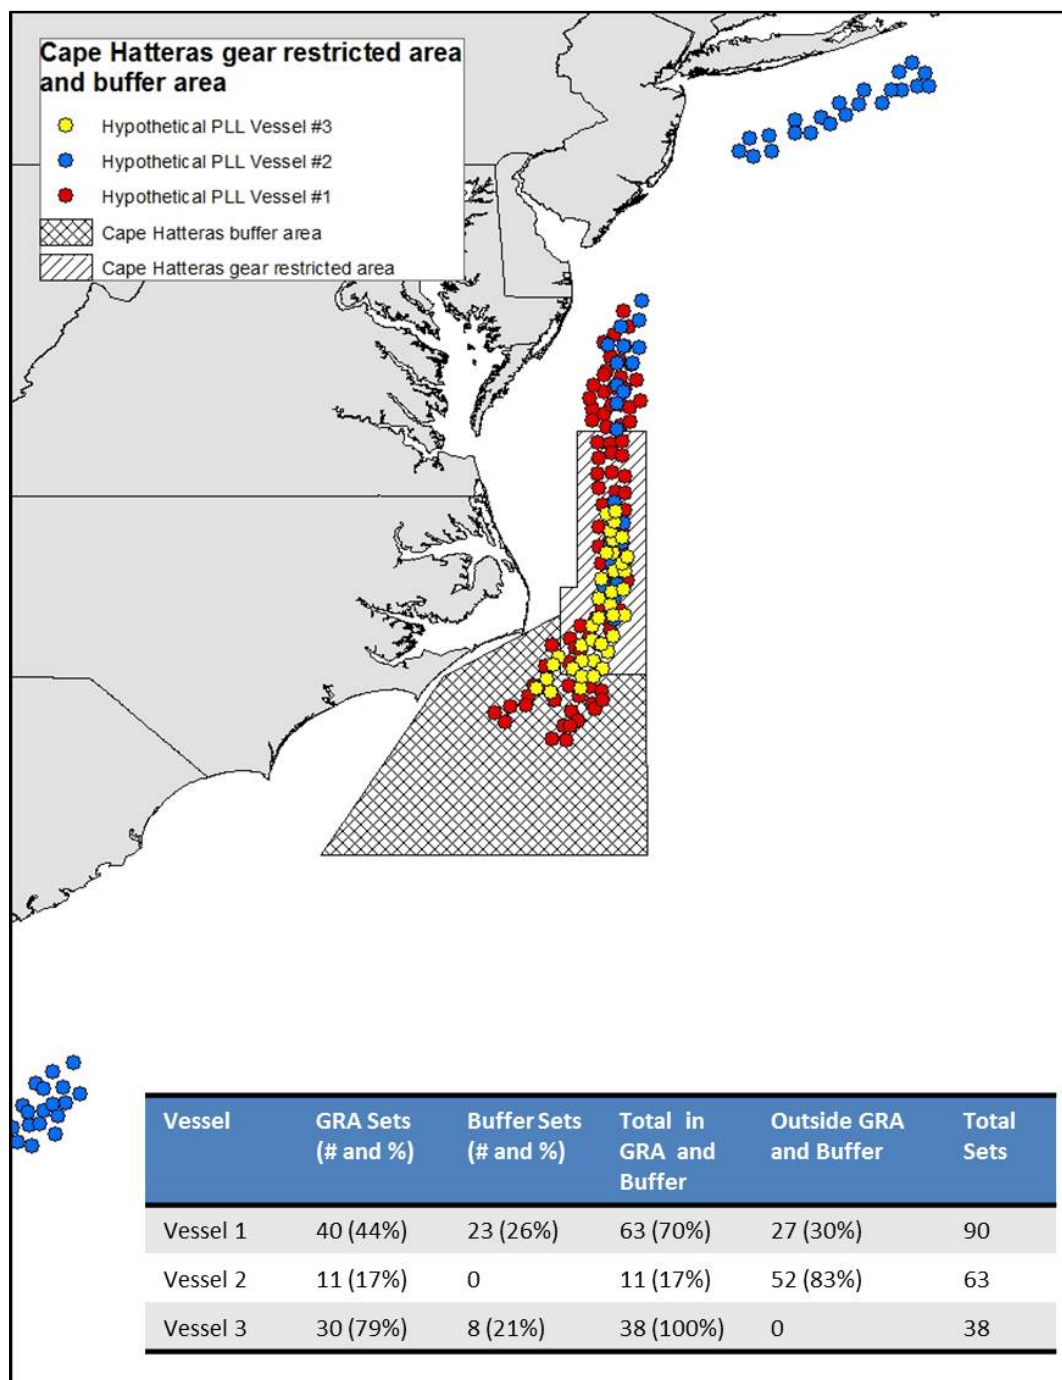 Cape Hatteras gear restricted area
and buffer area
Hypothetical PLL Vessel #3
Hypothetical PLL Vessel #2
Hypothetical PLL Vessel #1
Cape Hatteras buffer area
Cape Hatteras gear restricted area
Vessel GRA Sets Buffer Sets Total in Outside GRA Total
(# and %) (# and %) GRA and and Buffer Sets
Buffer
Vessel 1 40 (44%) 23 (26%) 63 (70%) 27 (30%) 90
Vessel 2 11 (17%) 0 11 (17%) 52 (83%) 63
Vessel 3 30 (79%) 8 (21%) 38 (100%) 0 38